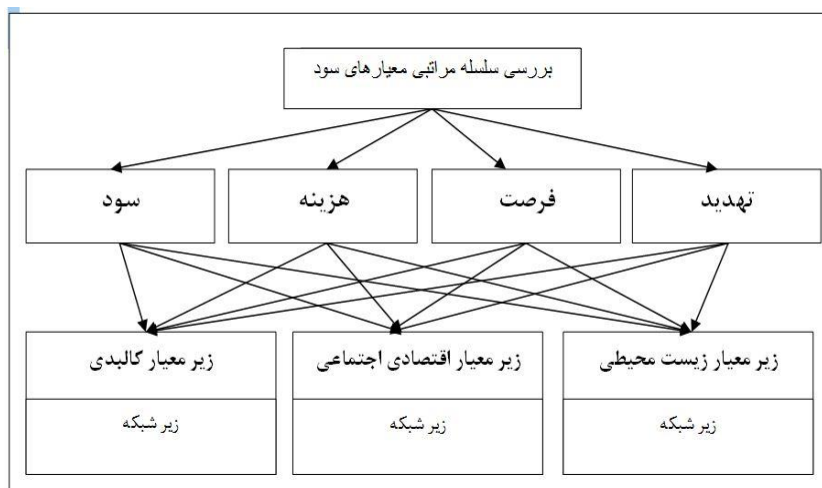 بررسی سلسله مراتبی معیارهای سود
تهدید
فرصت
هزینه
سود
زیر معیار زیست محیطی
زیر معیار اقتصادی اجتماعی
زیر معیار کالبدی
زیر شبکه
زیر شبکه
زیر شبکه